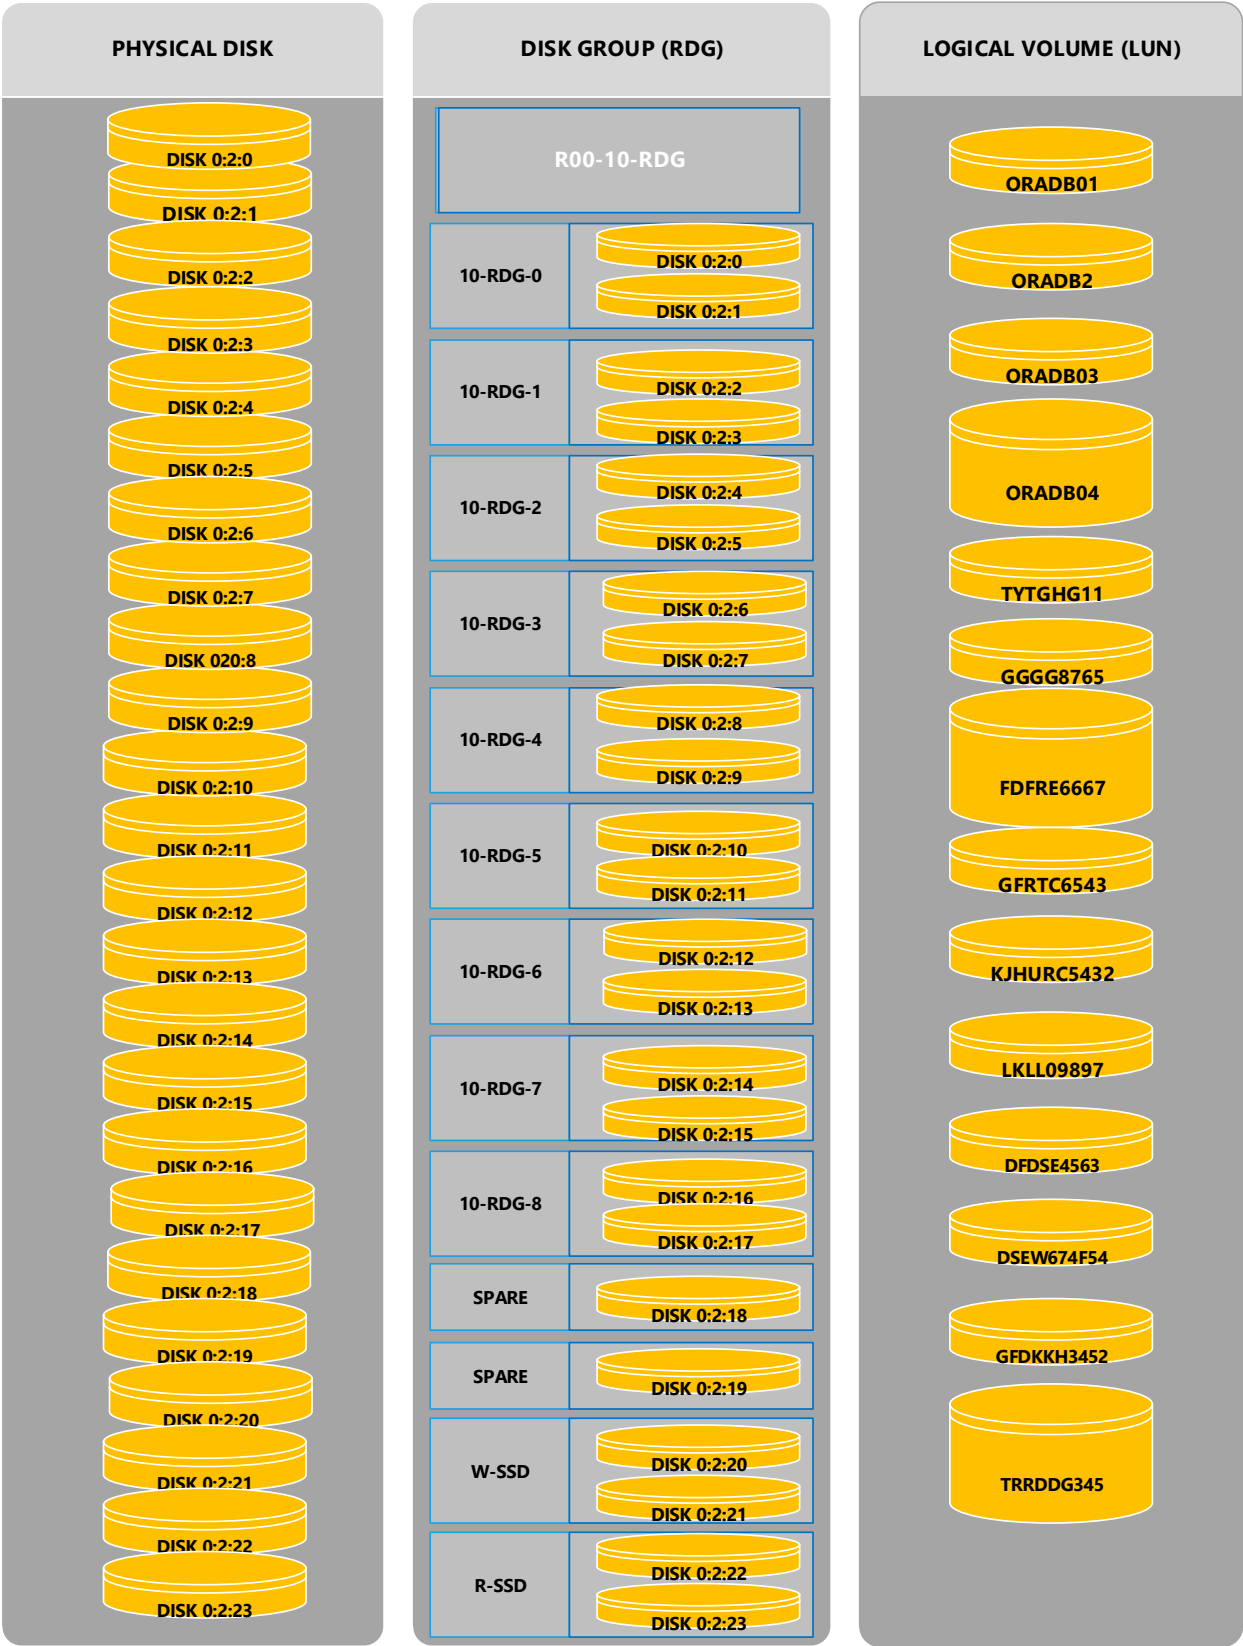 PHYSICAL DISK
DISK 0:2:0
DISK 0:2:1
DISK 0:2:2
DISK 0:2:3
DISK 0:2:4
DISK 0:2:5
DISK 0:2:6
DISK 0:2:7
DISK 020:8
DISK 0:2:9
DISK 0:2:10
DISK 0:2:11
DISK 0:2:12
DISK 0:2:13
DISK 0:2:14
DISK 0:2:15
DISK 0:2:16
DISK 0:2:17
DISK 0:2:18
DISK 0:2:19
DISK 0:2:20
DISK 0:2:21
DISK 0:2:22
DISK 0:2:23
DISK GROUP (RDG)
R00-10-RDG
10-RDG-0
DISK 0:2:0
DISK 0:2:1
10-RDG-1
DISK 0:2:2
DISK 0:2:3
10-RDG-2
DISK 0:2:4
DISK 0:2:5
10-RDG-3
DISK 0:2:6
DISK 0:2:7
10-RDG-4
DISK 0:2:8
DISK 0:2:9
10-RDG-5
DISK 0:2:10
DISK 0:2:11
10-RDG-6
DISK 0:2:12
DISK 0:2:13
10-RDG-7
DISK 0:2:14
DISK 0:2:15
10-RDG-8
DISK 0:2:16
DISK 0:2:17
SPARE
DISK 0:2:18
SPARE
DISK 0:2:19
W-SSD
DISK 0:2:20
DISK 0:2:21
R-SSD
DISK 0:2:22
DISK 0:2:23
LOGICAL VOLUME (LUN)
ORADB01
ORADB2
ORADB03
ORADB04
TYTGHG11
GGGG8765
FDFRE6667
GFRTC6543
KJHURC5432
LKLL09897
DFDSE4563
DSEW674F54
GFDKKH3452
TRRDDG345